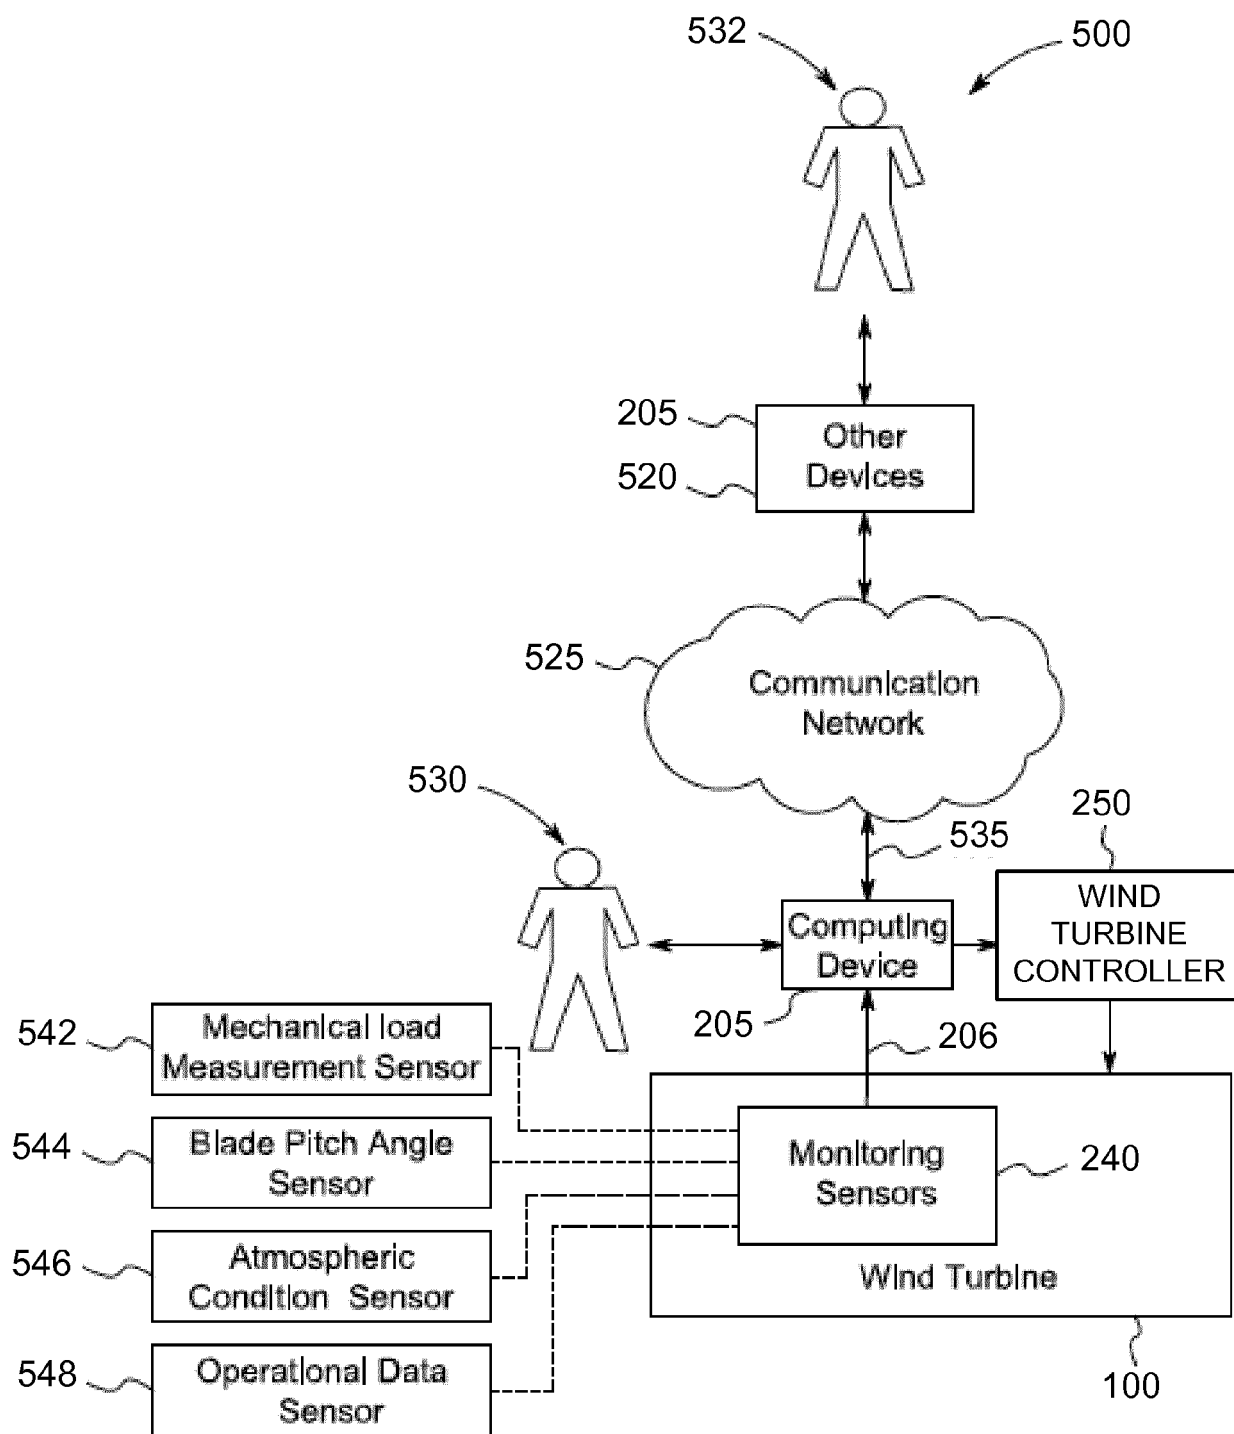 532
500
205
Other
Devices
520
525
Communication
Network
530
250
535
WIND
TURBINE
CONTROLLER
Computing
Device
205
206
542
Mechanical load
Measurement Sensor
544
Blade Pitch Angle
Sensor
Monitoring
Sensors
240
546
Atmospheric
Condition Sensor
Wind Turbine
548
Operational Data
Sensor
100